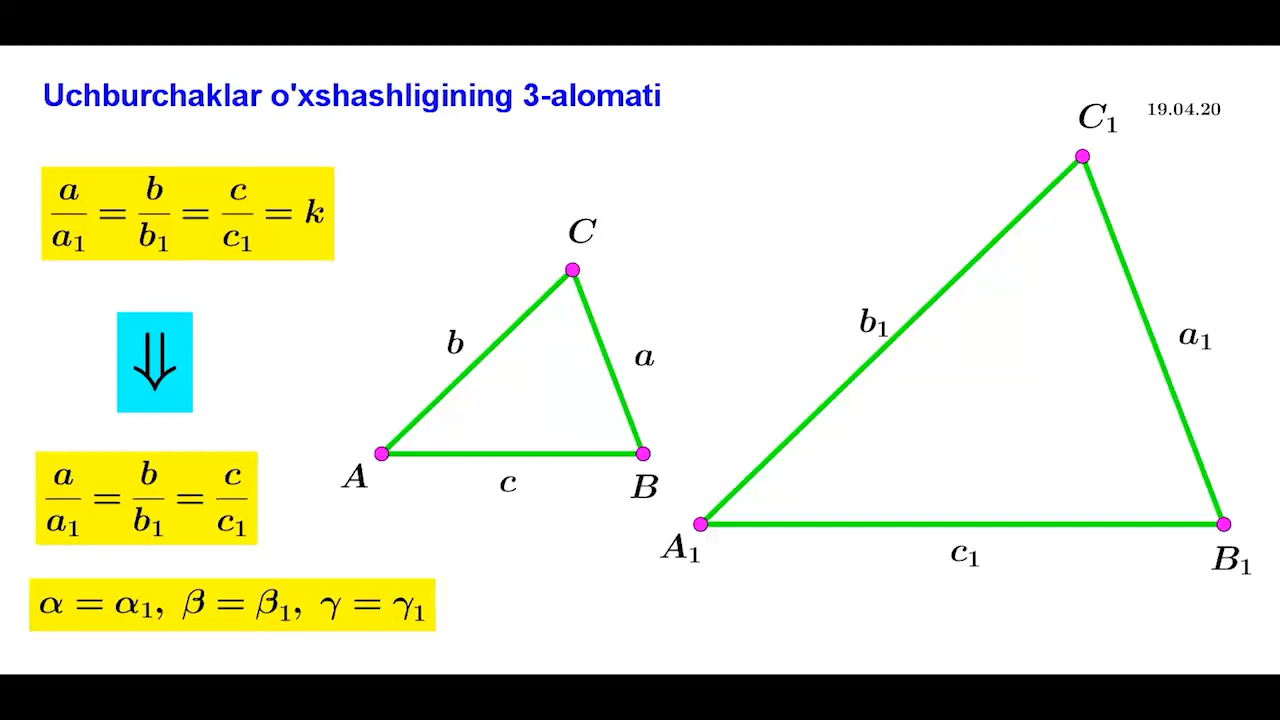 Uchburchaklar o'xshashligining 3-alomati
19.04.20
a/a₁ = b/b₁ = c/c₁ = k
⇓
a/a₁ = b/b₁ = c/c₁
α = α₁, β = β₁, γ = γ₁
C
b
a
A
c
B
C₁
b₁
a₁
A₁
c₁
B₁